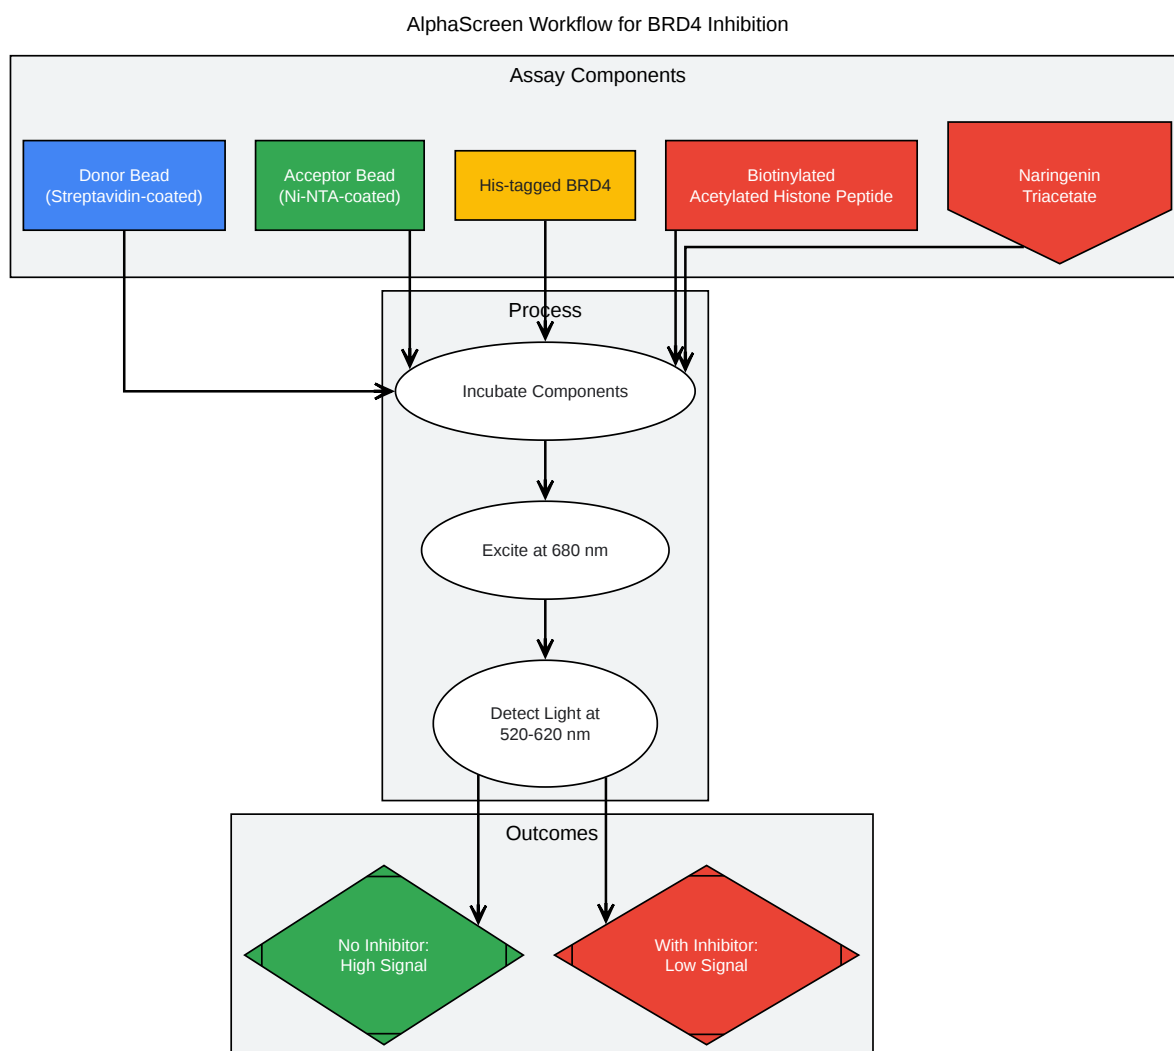 AlphaScreen Workflow for BRD4 Inhibition
Assay Components
Donor Bead
(Streptavidin-coated)
Acceptor Bead
(Ni-NTA-coated)
His-tagged BRD4
Biotinylated
Acetylated Histone Peptide
Naringenin
Triacetate
Process
Incubate Components
Excite at 680 nm
Detect Light at
520-620 nm
Outcomes
No Inhibitor:
High Signal
With Inhibitor:
Low Signal